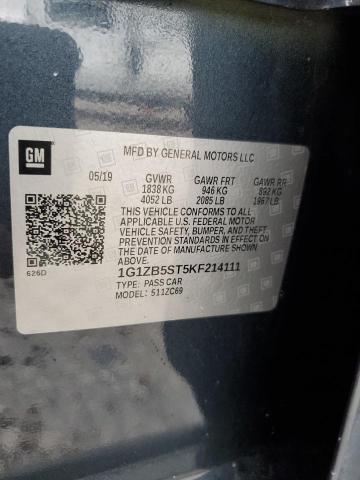 GM
MFD BY GENERAL MOTORS LLC
05/19 GVWR GAWR FRT GAWR RR
1838 KG 946 KG 892 KG
4052 LB 2085 LB 1967 LB
THIS VEHICLE CONFORMS TO ALL
APPLICABLE U.S. FEDERAL MOTOR
VEHICLE SAFETY, BUMPER, AND THEFT
PREVENTION STANDARDS IN EFFECT ON
THE DATE OF MANUFACTURE SHOWN
ABOVE.
626D
1G1ZB5ST5KF214111
TYPE: PASS CAR
MODEL: 511ZC69